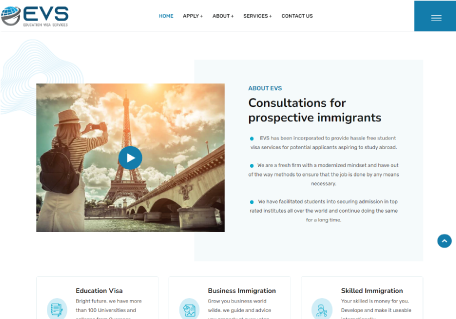 EVS
EDUCATION VISA SERVICES
HOME APPLY + ABOUT + SERVICES + CONTACT US
ABOUT EVS
Consultations for
prospective immigrants
EVS has been incorporated to provide hassle free student
visa services for potential applicants aspiring to study abroad.
We are a fresh firm with a modernized mindset and have out
of the way methods to ensure that the job is done by any means
necessary.
We have facilitated students into securing admission in top
rated institutes all over the world and continue doing the same
for a long time.
Education Visa
Bright future. we have more
than 100 Universities and
Business Immigration
Grow you business world
wide. we guide and advice
Skilled Immigration
Your skilled is money for you.
Develop and make it useable